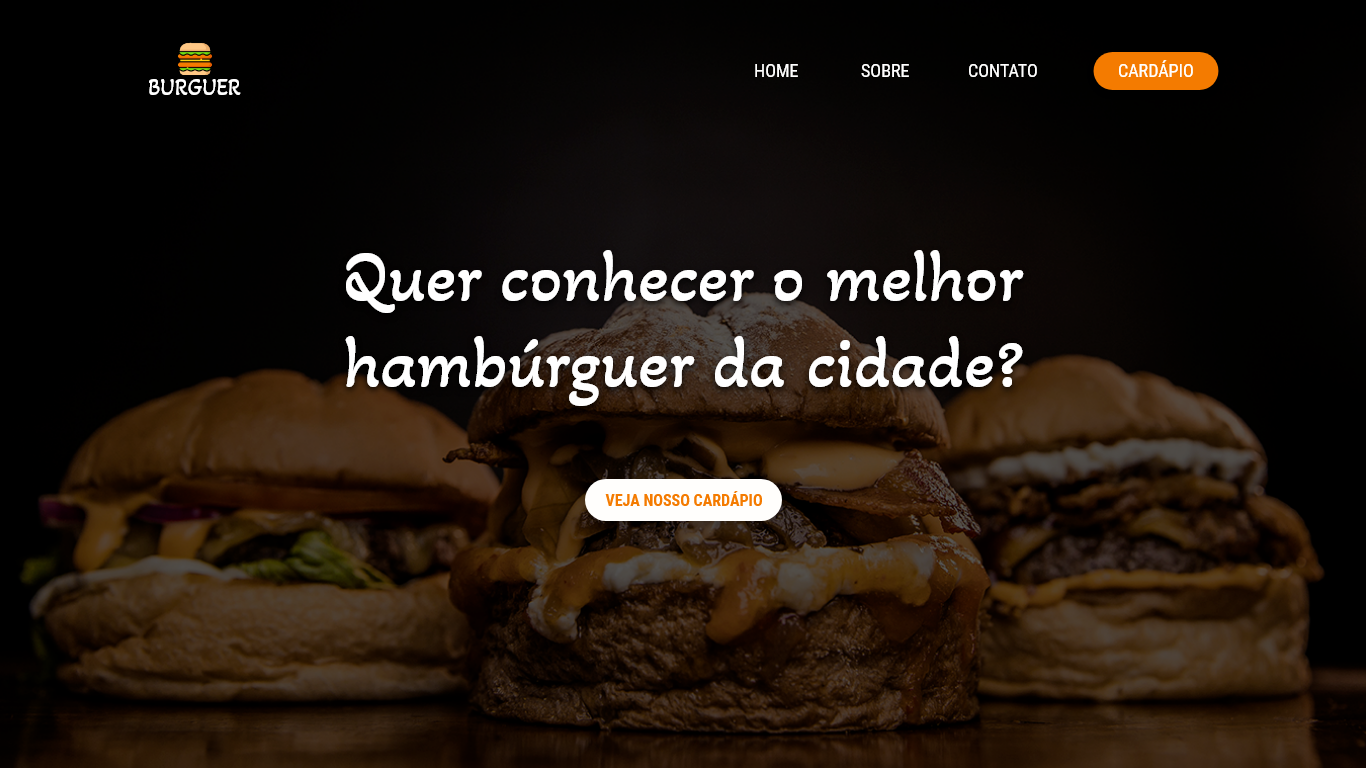 BURGUER
HOME SOBRE CONTATO CARDÁPIO
Quer conhecer o melhor
hambúrguer da cidade?
VEJA NOSSO CARDÁPIO